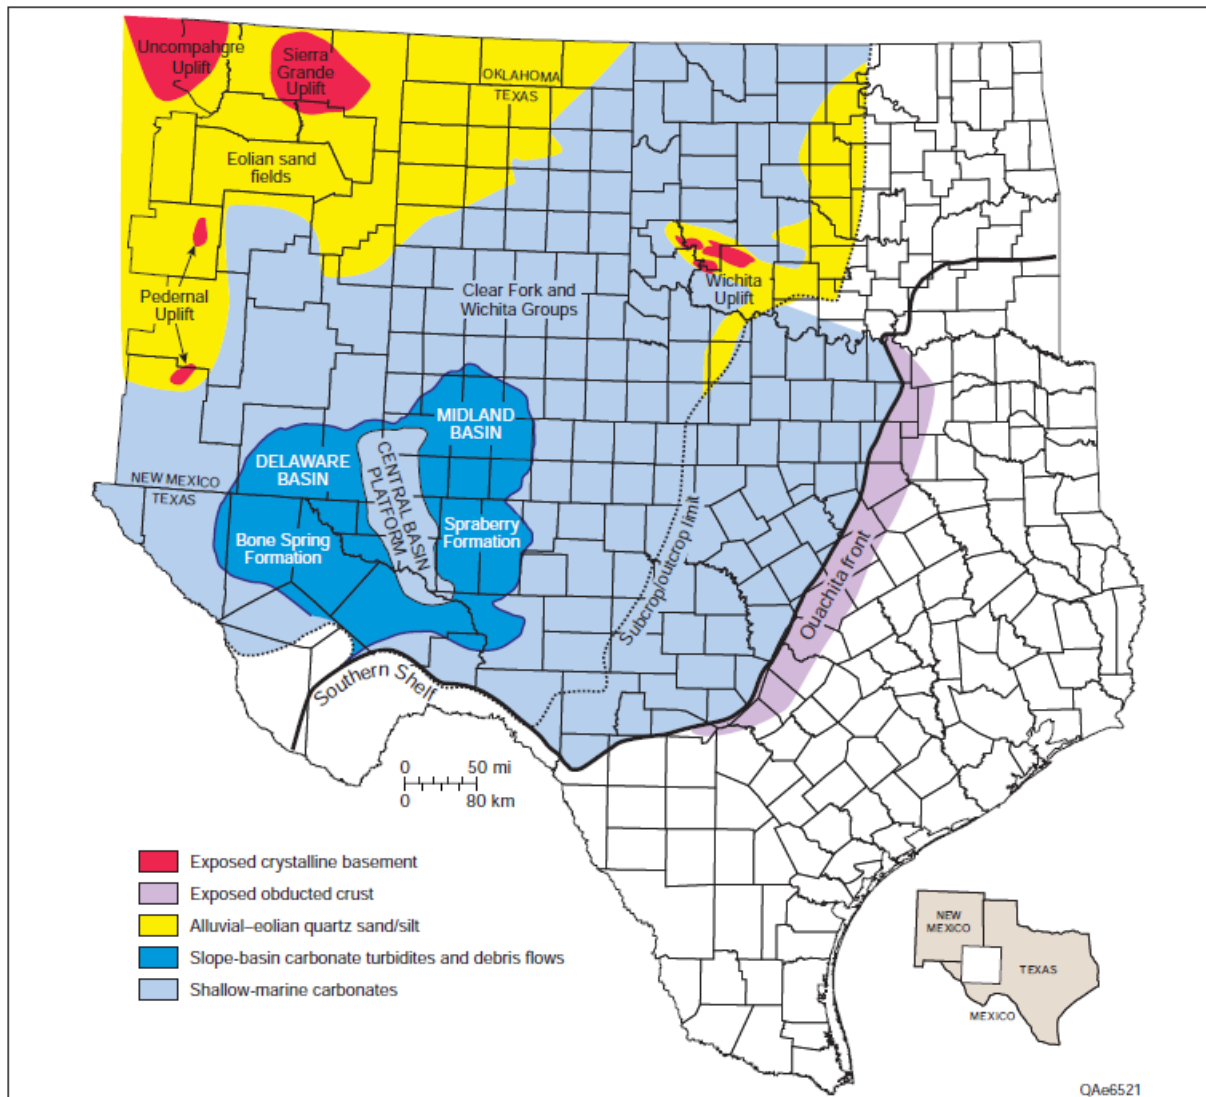 Uncompahgre
Uplift
Sierra
Grande
Uplift
OKLAHOMA
TEXAS
Eolian sand
fields
Pedernal
Uplift
Clear Fork and
Wichita Groups
Wichita
Uplift
MIDLAND
BASIN
DELAWARE
BASIN
CENTRAL BASIN
PLATFORM
NEW MEXICO
TEXAS
Bone Spring
Formation
Spraberry
Formation
Subcrop/outcrop limit
Ouachita front
Southern Shelf
0 50 mi
0 80 km
Exposed crystalline basement
Exposed obducted crust
Alluvial–eolian quartz sand/silt
Slope-basin carbonate turbidites and debris flows
Shallow-marine carbonates
NEW
MEXICO
TEXAS
MEXICO
QAe6521